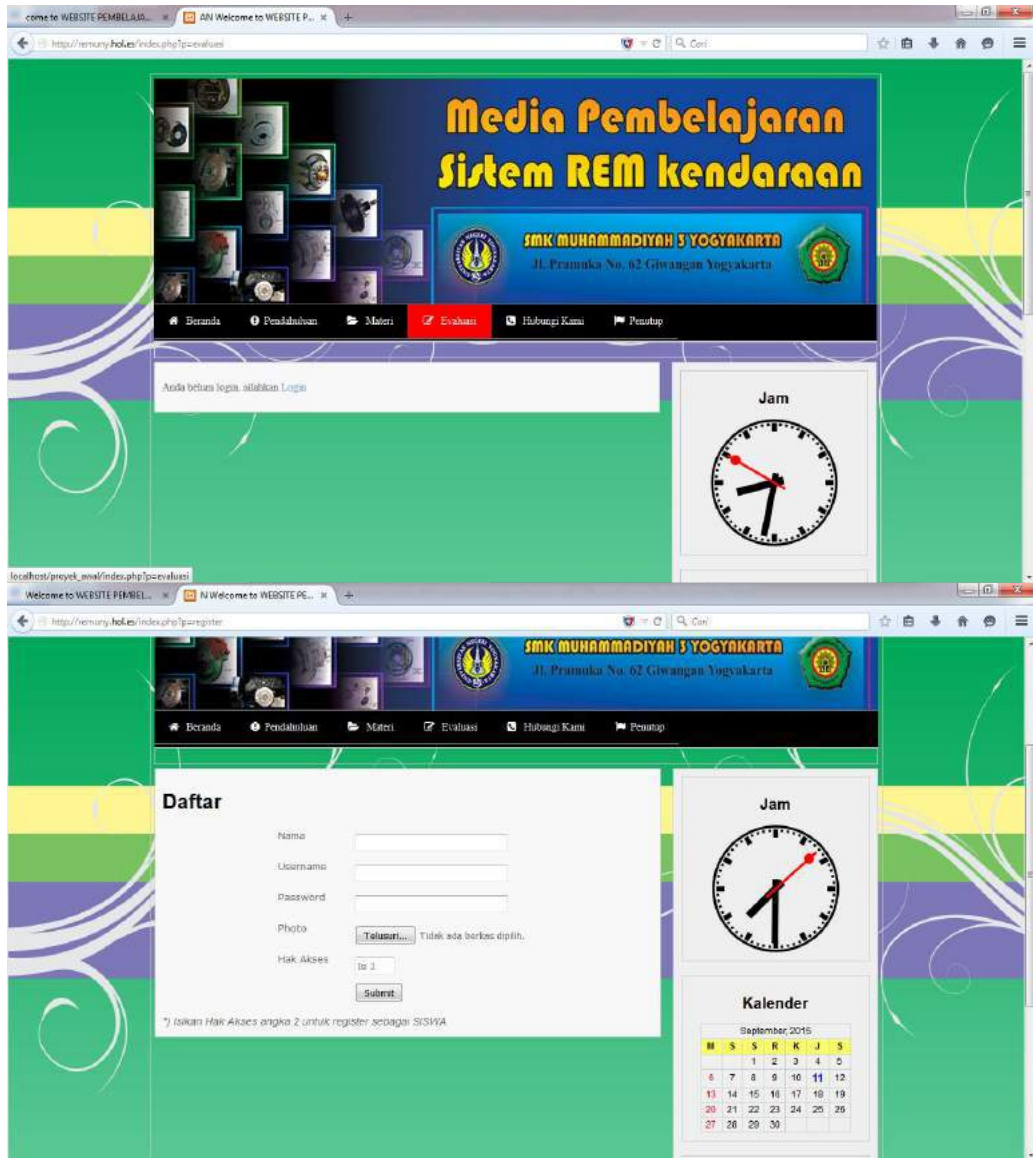 come to WEBSITE PEMBELAJA...
AN Welcome to WEBSITE P...
http://remuny.hol.es/index.php?p=evaluasi
Cari
Media Pembelajaran
Sistem REM kendaraan
SMK MUHAMMADIYAH 3 YOGYAKARTA
Jl. Pramuka No. 62 Giwangan Yogyakarta
Beranda Pendahuluan Materi Evaluasi Hubungi Kami Penutup
Anda belum login, silahkan Login
Jam
localhost/proyek_awal/index.php?p=evaluasi
Welcome to WEBSITE PEMBEL...
N Welcome to WEBSITE PE...
http://remuny.hol.es/index.php?p=register
Cari
SMK MUHAMMADIYAH 3 YOGYAKARTA
Jl. Pramuka No. 62 Giwangan Yogyakarta
Beranda Pendahuluan Materi Evaluasi Hubungi Kami Penutup
Daftar
Nama
Username
Password
Photo Telusuri... Tidak ada berkas dipilih.
Hak Akses Isi 2
Submit
*) Isikan Hak Akses angka 2 untuk register sebagai SISWA
Jam
Kalender
September, 2015
M S S R K J S
1 2 3 4 5
6 7 8 9 10 11 12
13 14 15 16 17 18 19
20 21 22 23 24 25 26
27 28 29 30